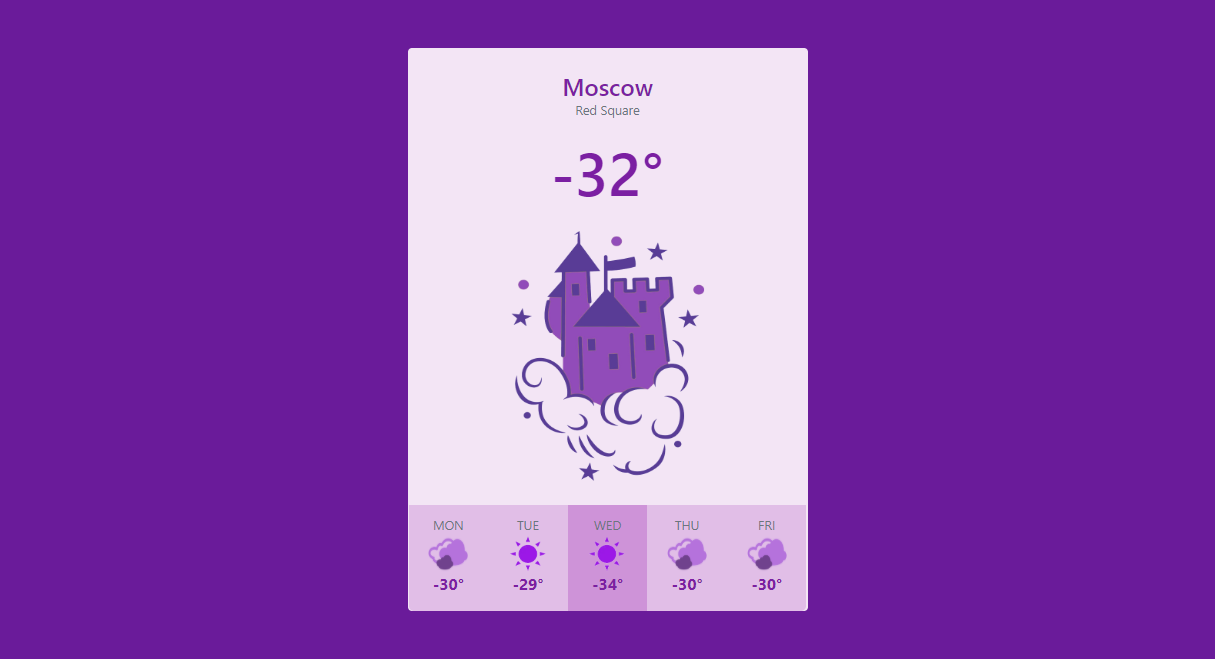 Moscow
Red Square
-32°
MON TUE WED THU FRI
-30° -29° -34° -30° -30°